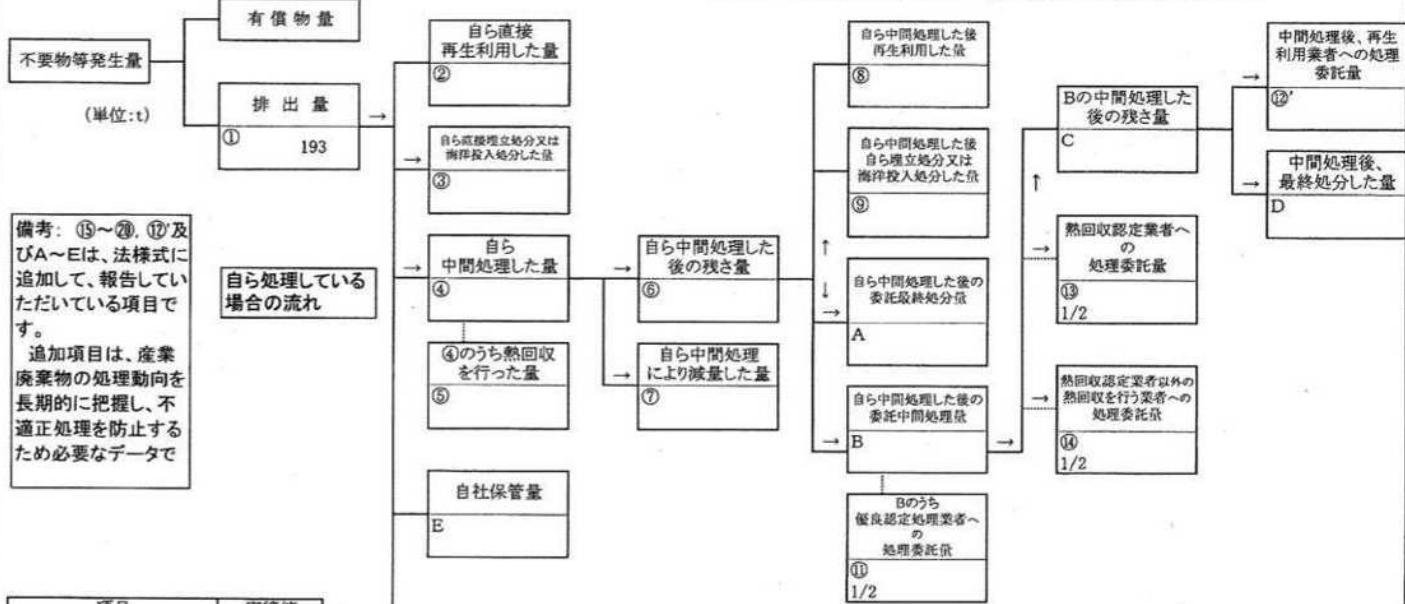 有 償 物 量
不要物等発生量
(単位:t)
排 出 量
①
193
→
備考: ⑮～⑳, ⑫'及
びA～Eは、法様式に
追加して、報告してい
ただいている項目で
す。
追加項目は、産業
廃棄物の処理動向を
長期的に把握し、不
適正処理を防止する
ため必要なデータで
自ら処理している
場合の流れ
自ら直接
再生利用した量
②
→
自ら直接埋立処分又は
海洋投入処分した量
③
→
自ら
中間処理した量
④
④のうち熱回収
を行った量
⑤
自社保管量
E
→
自ら中間処理した
後の残さ量
⑥
→
自ら中間処理
により減量した量
⑦
自ら中間処理した後
再生利用した量
⑧
自ら中間処理した後
自ら埋立処分又は
海洋投入処分した量
⑨
↑
↓
→
自ら中間処理した後の
委託最終処分量
A
→
自ら中間処理した後の
委託中間処理量
B
→
Bのうち
優良認定処理業者へ
の
処理委託量
⑪
1/2
Bの中間処理した
後の残さ量
C
↑
→
熱回収認定業者へ
の
処理委託量
⑬
1/2
→
熱回収認定業者以外の
熱回収を行う業者への
処理委託量
⑭
1/2
→
中間処理後、再生
利用業者への処理
委託量
⑫'
→
中間処理後、
最終処分した量
D